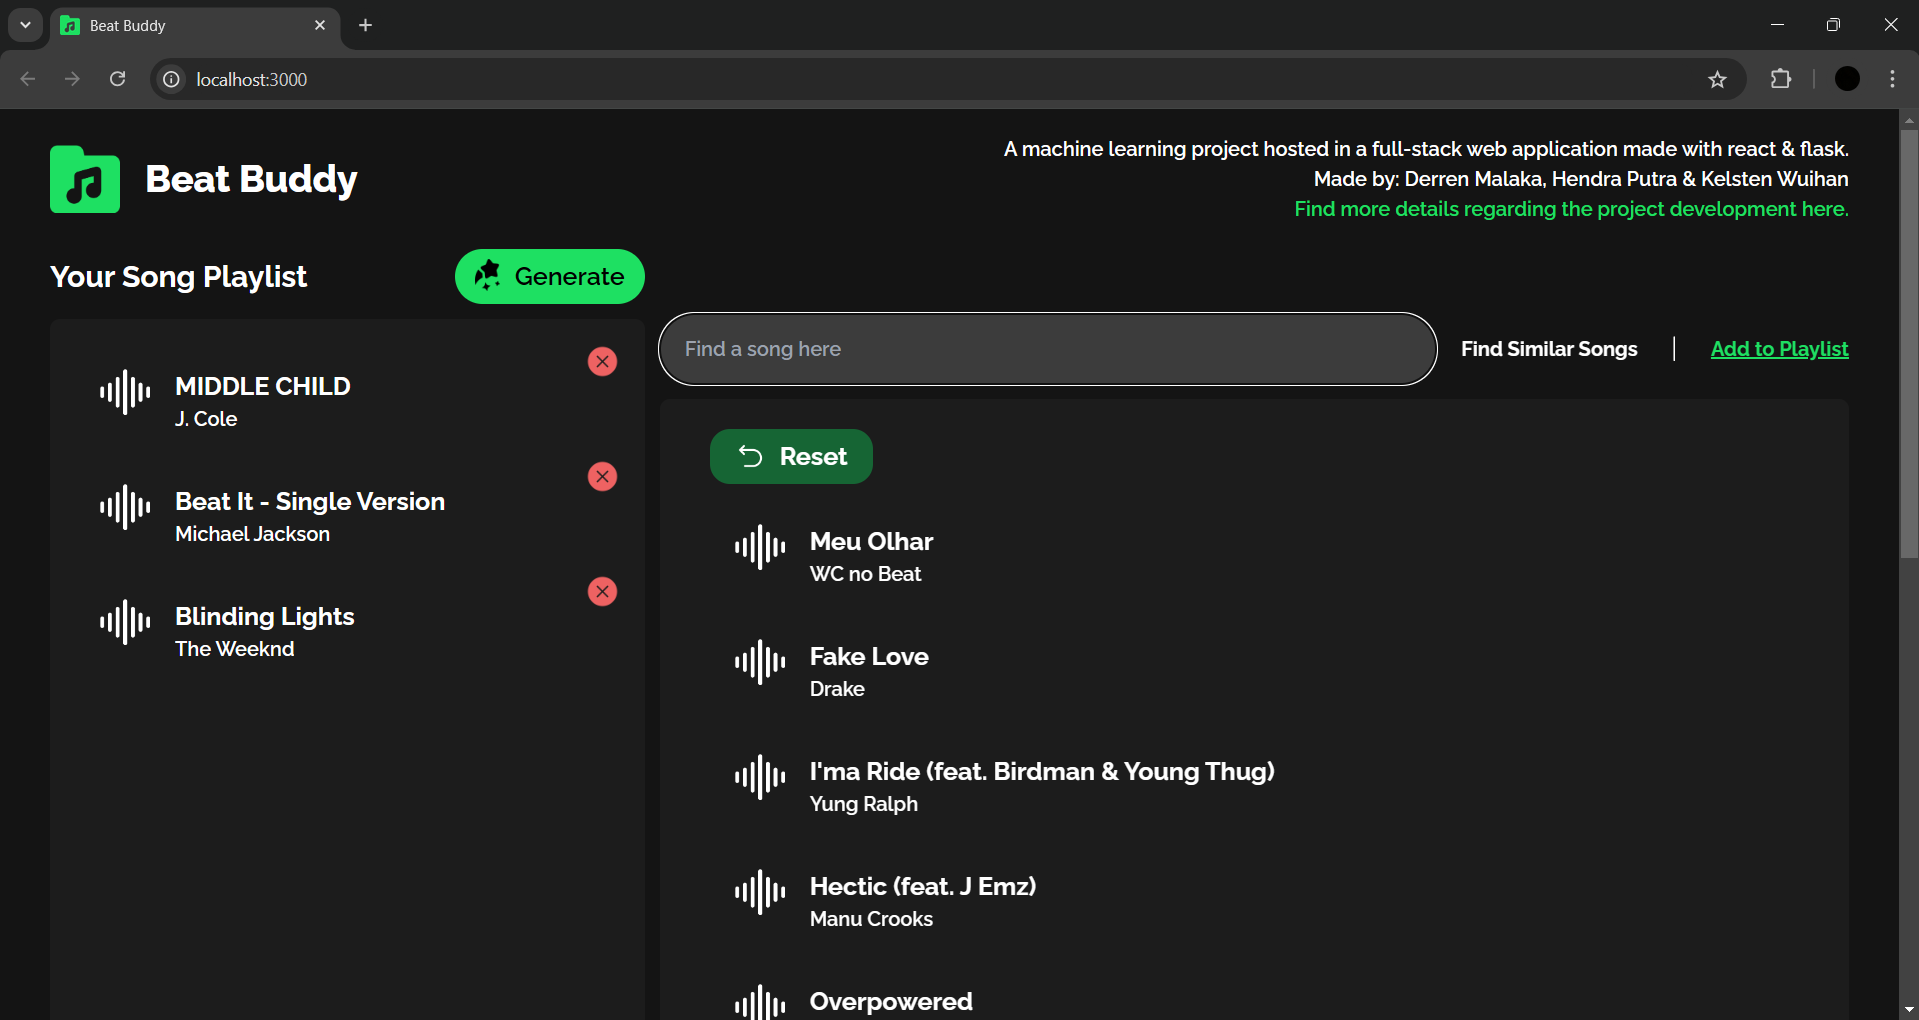 Beat Buddy
localhost:3000
Beat Buddy
A machine learning project hosted in a full-stack web application made with react & flask.
Made by: Derren Malaka, Hendra Putra & Kelsten Wuihan
Find more details regarding the project development here.
Your Song Playlist
Generate
MIDDLE CHILD
J. Cole
Beat It - Single Version
Michael Jackson
Blinding Lights
The Weeknd
Find a song here
Find Similar Songs
Add to Playlist
Reset
Meu Olhar
WC no Beat
Fake Love
Drake
I'ma Ride (feat. Birdman & Young Thug)
Yung Ralph
Hectic (feat. J Emz)
Manu Crooks
Overpowered